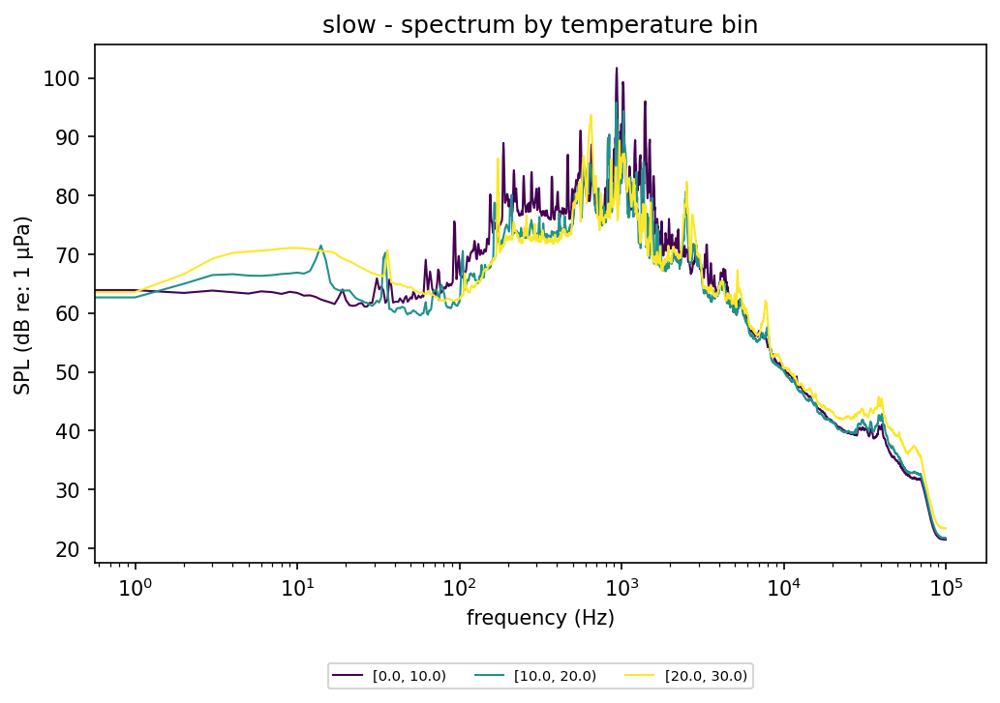 slow - spectrum by temperature bin
SPL (dB re: 1 µPa)
100
90
80
70
60
50
40
30
20
10⁰ 10¹ 10² 10³ 10⁴ 10⁵
frequency (Hz)
[0.0, 10.0) [10.0, 20.0) [20.0, 30.0)